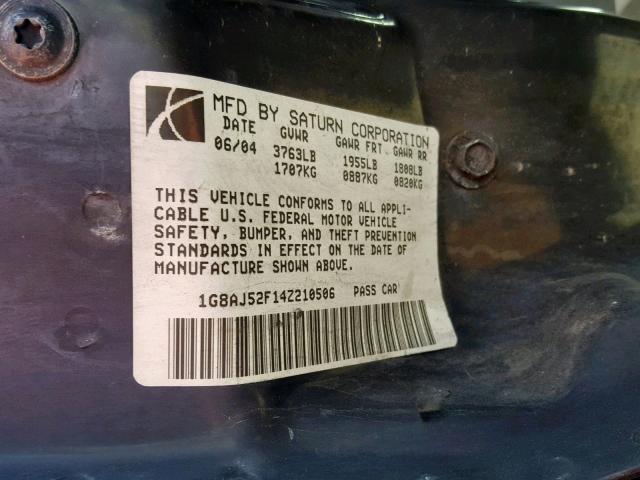 MFD BY SATURN CORPORATION
DATE GVWR GAWR FRT GAWR RR
06/04 3763LB 1955LB 1808LB
1707KG 0887KG 0820KG
THIS VEHICLE CONFORMS TO ALL APPLI-
CABLE U.S. FEDERAL MOTOR VEHICLE
SAFETY, BUMPER, AND THEFT PREVENTION
STANDARDS IN EFFECT ON THE DATE OF
MANUFACTURE SHOWN ABOVE.
1G8AJ52F14Z210506 PASS CAR